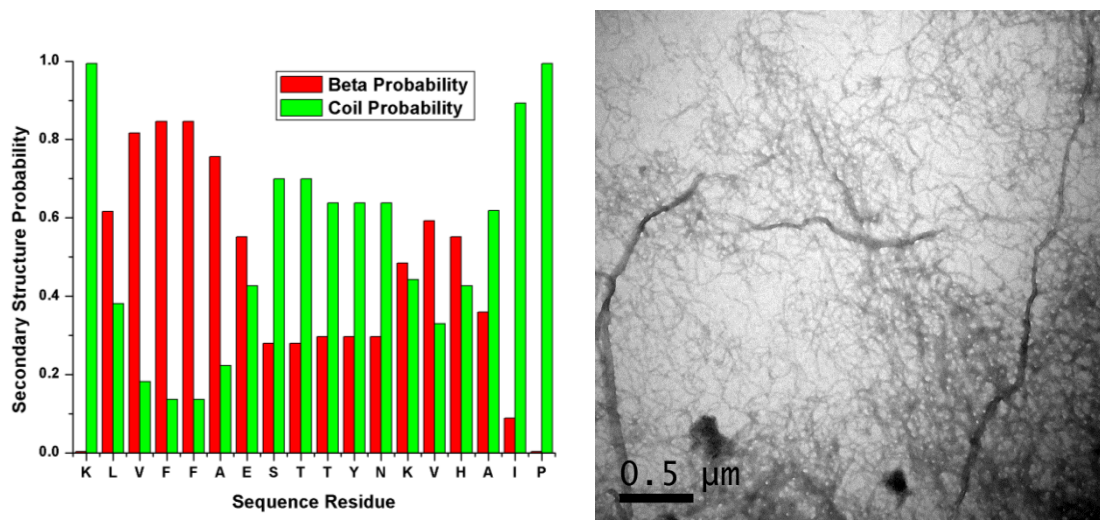 Secondary Structure Probability
1.0
0.8
0.6
0.4
0.2
0.0
Beta Probability
Coil Probability
K L V F F A E S T T Y N K V H A I P
Sequence Residue
0.5 μm